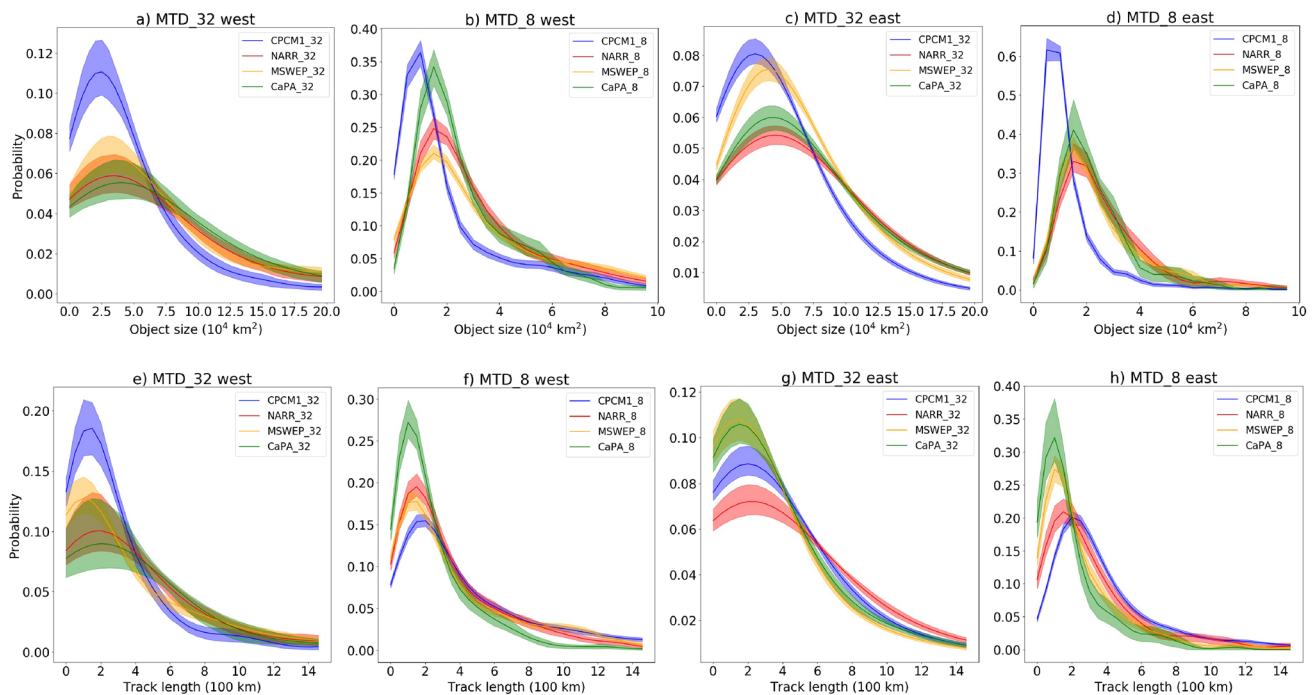 a) MTD_32 west
CPCM1_32
NARR_32
MSWEP_32
CaPA_32
Probability
0.12
0.10
0.08
0.06
0.04
0.02
0.00
0.0 2.5 5.0 7.5 10.0 12.5 15.0 17.5 20.0
Object size (10⁴ km²)
b) MTD_8 west
CPCM1_8
NARR_8
MSWEP_8
CaPA_8
0.40
0.35
0.30
0.25
0.20
0.15
0.10
0.05
0.00
0 2 4 6 8 10
Object size (10⁴ km²)
c) MTD_32 east
CPCM1_32
NARR_32
MSWEP_32
CaPA_32
0.08
0.07
0.06
0.05
0.04
0.03
0.02
0.01
0.0 2.5 5.0 7.5 10.0 12.5 15.0 17.5 20.0
Object size (10⁴ km²)
d) MTD_8 east
CPCM1_8
NARR_8
MSWEP_8
CaPA_8
0.6
0.5
0.4
0.3
0.2
0.1
0.0
0 2 4 6 8 10
Object size (10⁴ km²)
e) MTD_32 west
CPCM1_32
NARR_32
MSWEP_32
CaPA_32
Probability
0.20
0.15
0.10
0.05
0.00
0 2 4 6 8 10 12 14
Track length (100 km)
f) MTD_8 west
CPCM1_8
NARR_8
MSWEP_8
CaPA_8
0.35
0.30
0.25
0.20
0.15
0.10
0.05
0.00
0 2 4 6 8 10 12 14
Track length (100 km)
g) MTD_32 east
CPCM1_32
NARR_32
MSWEP_32
CaPA_32
0.12
0.10
0.08
0.06
0.04
0.02
0 2 4 6 8 10 12 14
Track length (100 km)
h) MTD_8 east
CPCM1_8
NARR_8
MSWEP_8
CaPA_8
0.40
0.35
0.30
0.25
0.20
0.15
0.10
0.05
0.00
0 2 4 6 8 10 12 14
Track length (100 km)